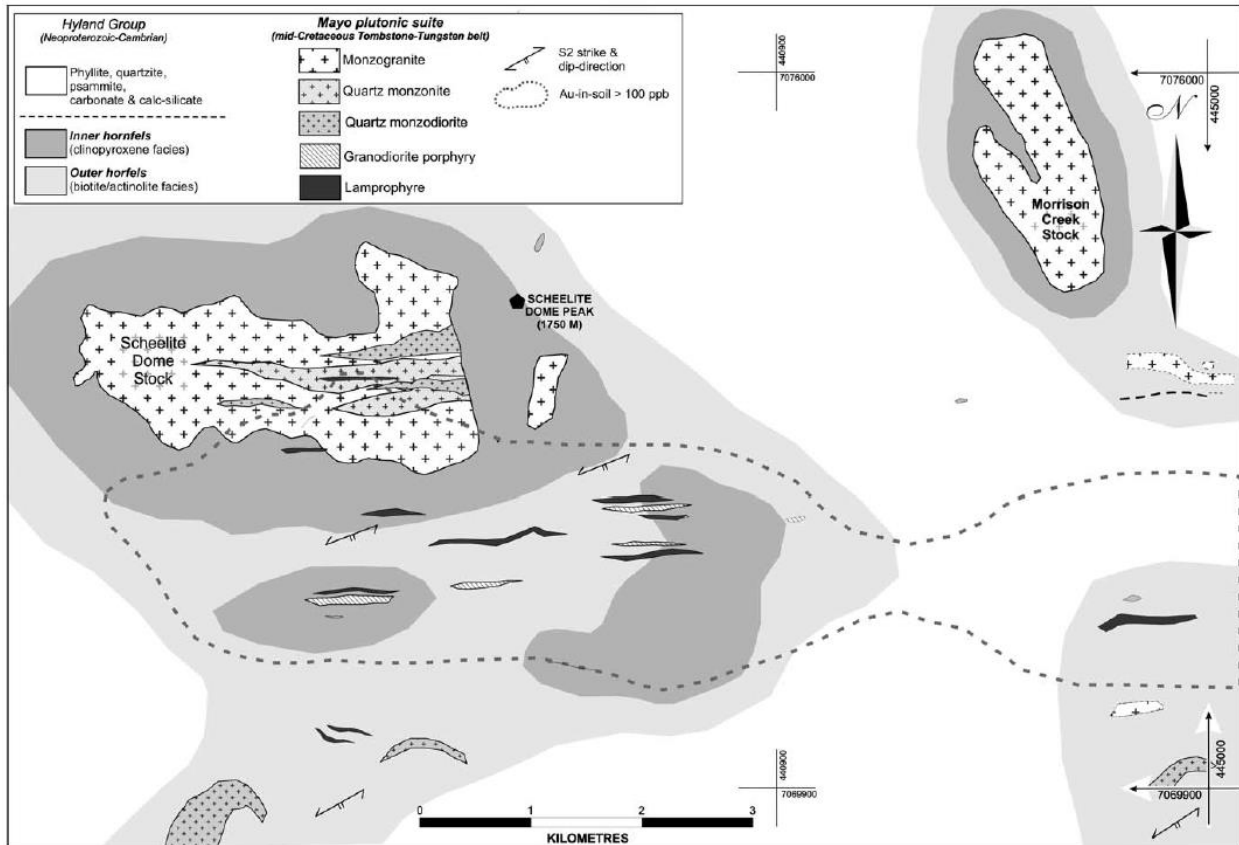 Hyland Group
(Neoproterozoic-Cambrian)
Phyllite, quartzite,
psammite,
carbonate & calc-silicate
Inner hornfels
(clinopyroxene facies)
Outer horfels
(biotite/actinolite facies)
Mayo plutonic suite
(mid-Cretaceous Tombstone-Tungsten belt)
Monzogranite
Quartz monzonite
Quartz monzodiorite
Granodiorite porphyry
Lamprophyre
S2 strike &
dip-direction
Au-in-soil > 100 ppb
440900
7076000
7076000
445000
N
Morrison
Creek
Stock
SCHEELITE
DOME PEAK
(1750 M)
Scheelite
Dome
Stock
440900
7069900
445000
7069900
0 1 2 3
KILOMETRES